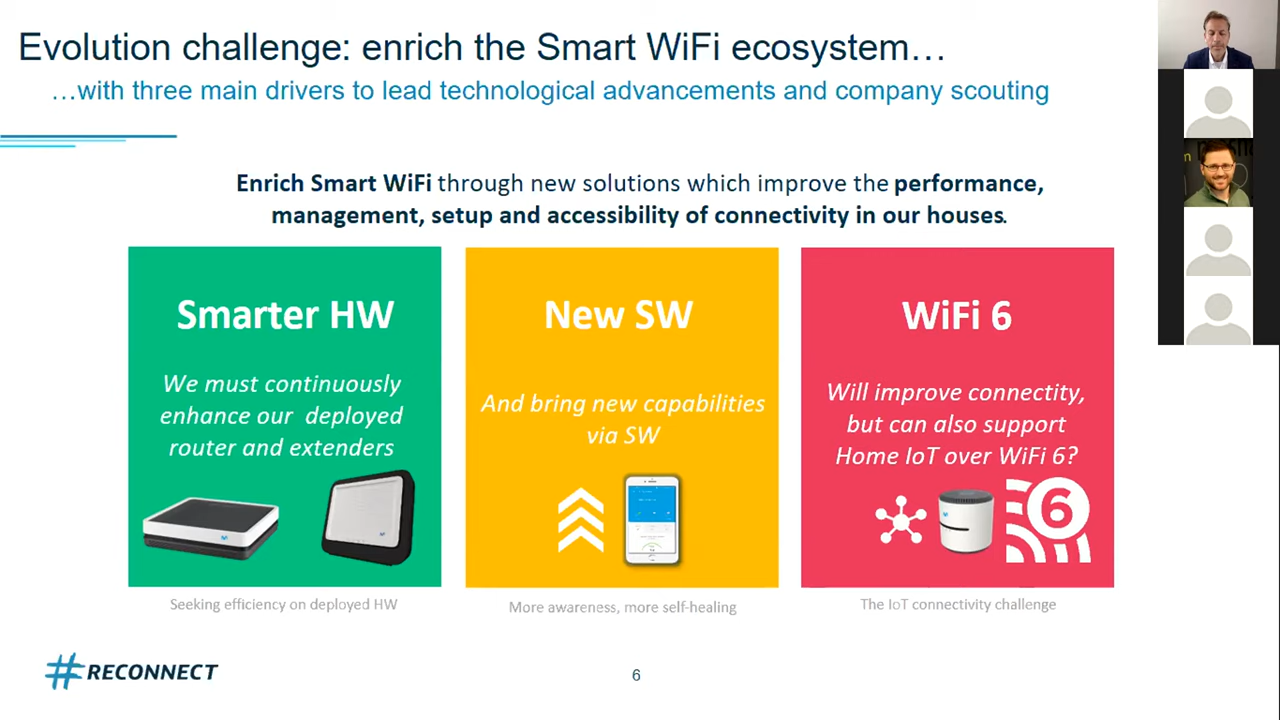 Evolution challenge: enrich the Smart WiFi ecosystem…
…with three main drivers to lead technological advancements and company scouting
Enrich Smart WiFi through new solutions which improve the performance,
management, setup and accessibility of connectivity in our houses.
Smarter HW
We must continuously
enhance our deployed
router and extenders
Seeking efficiency on deployed HW
New SW
And bring new capabilities
via SW
More awareness, more self-healing
WiFi 6
Will improve connectity,
but can also support
Home IoT over WiFi 6?
6
The IoT connectivity challenge
#RECONNECT
6